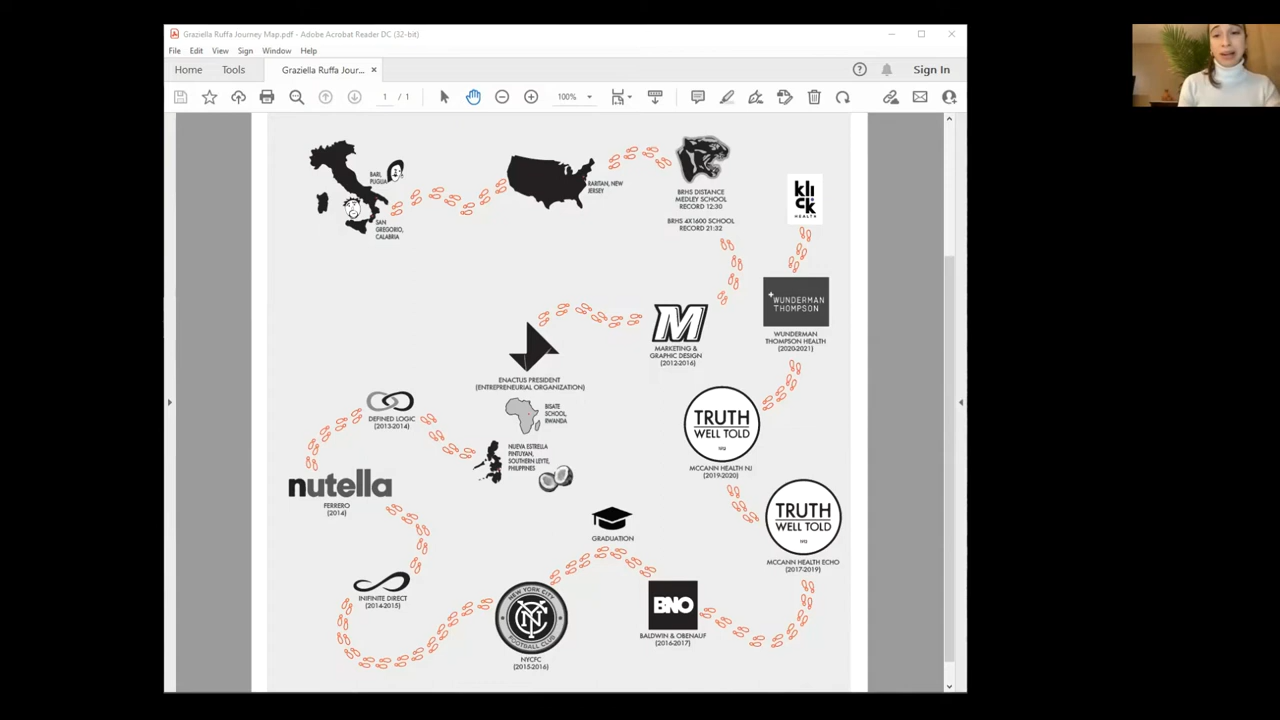 Graziella Ruffa Journey Map.pdf - Adobe Acrobat Reader DC (32-bit)
File Edit View Sign Window Help
Home Tools Graziella Ruffa Jour... × Sign In
1 / 1 100%
BARI,
PUGLIA
SAN
GREGORIO,
CALABRIA
RARITAN, NEW
JERSEY
BRHS DISTANCE
MEDLEY SCHOOL
RECORD 12:30
BRHS 4X1600 SCHOOL
RECORD 21:32
klick
HEALTH
WUNDERMAN
THOMPSON
WUNDERMAN
THOMPSON HEALTH
(2020-2021)
M
MARKETING &
GRAPHIC DESIGN
(2012-2016)
ENACTUS PRESIDENT
(ENTREPRENEURIAL ORGANIZATION)
BISATE
SCHOOL,
RWANDA
NUEVA ESTRELLA
PINTUYAN,
SOUTHERN LEYTE,
PHILIPPINES
DEFINED LOGIC
(2013-2014)
nutella
FERRERO
(2014)
INIFINITE DIRECT
(2014-2015)
NEW YORK CITY
NYC
FOOTBALL CLUB
NYCFC
(2015-2016)
GRADUATION
BNO
BALDWIN & OBENAUF
(2016-2017)
TRUTH
WELL TOLD
MCCANN HEALTH ECHO
(2017-2019)
TRUTH
WELL TOLD
MCCANN HEALTH NJ
(2019-2020)